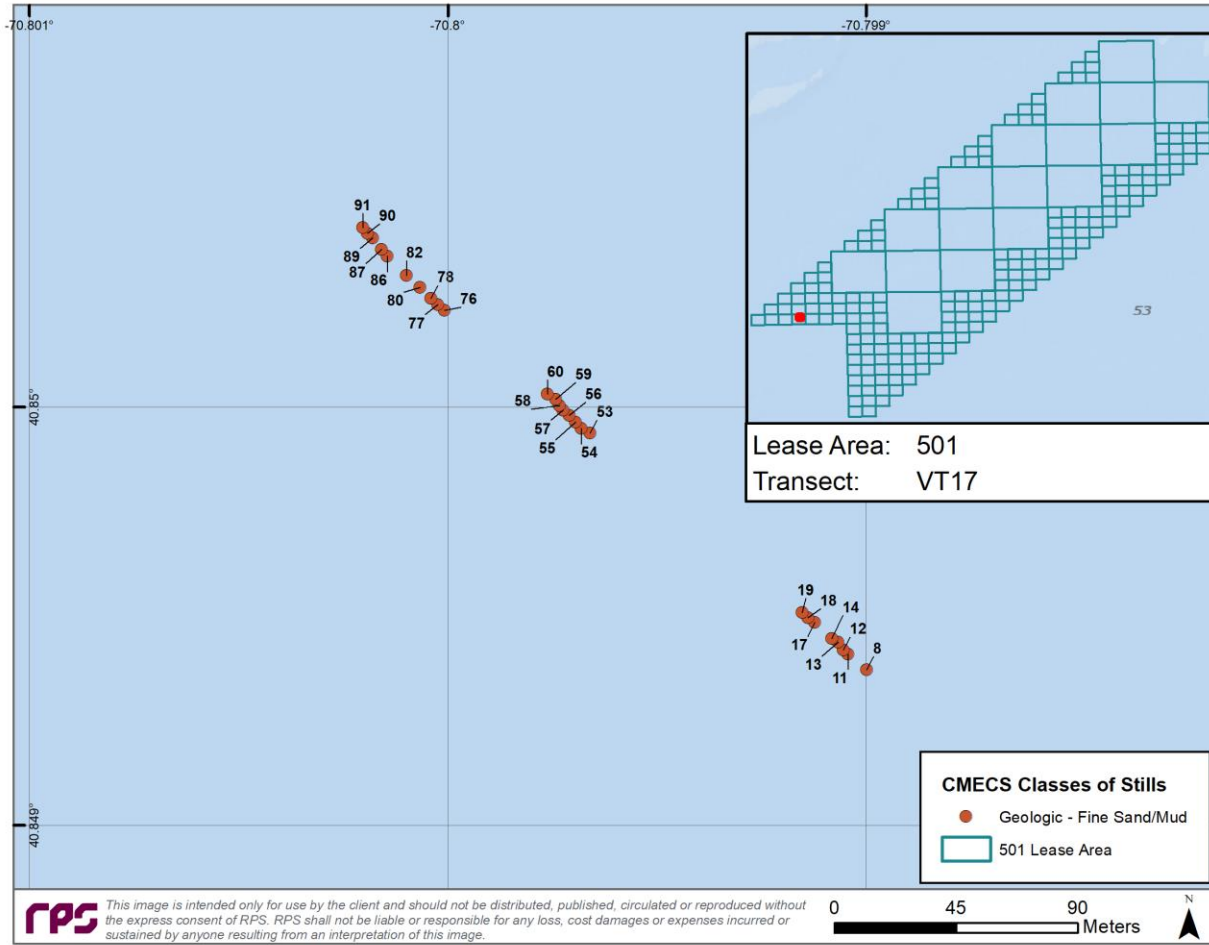 -70.801°
-70.8°
-70.799°
53
Lease Area: 501
Transect: VT17
91
90
89
87
86
82
80
78
76
77
60
59
58
56
53
57
55
54
40.85°
19
18
14
12
8
17
13
11
40.849°
CMECS Classes of Stills
Geologic - Fine Sand/Mud
501 Lease Area
rps
This image is intended only for use by the client and should not be distributed, published, circulated or reproduced without
the express consent of RPS. RPS shall not be liable or responsible for any loss, cost damages or expenses incurred or
sustained by anyone resulting from an interpretation of this image.
0 45 90
Meters
N